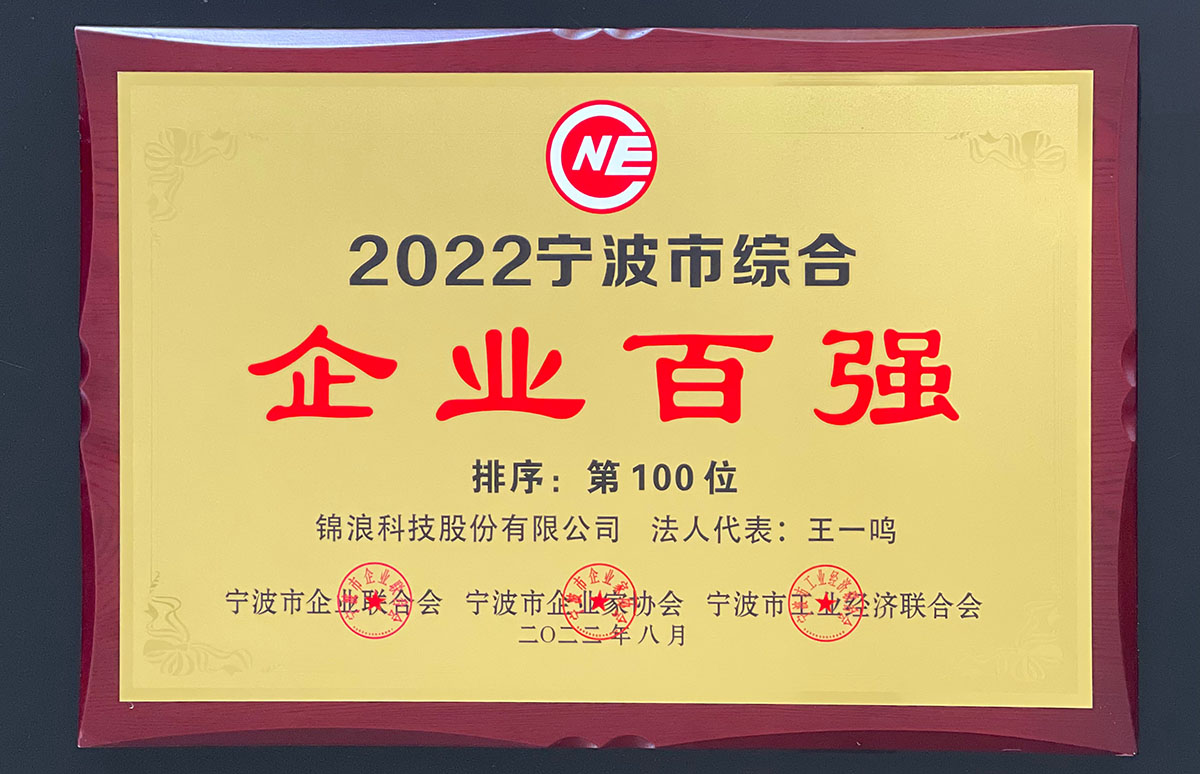 CNE
2022宁波市综合
企业百强
排序：第100位
锦浪科技股份有限公司 法人代表：王一鸣
宁波市企业联合会 宁波市企业家协会 宁波市工业经济联合会
二〇二二年八月